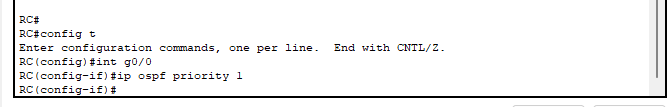 RC#
RC#config t
Enter configuration commands, one per line.  End with CNTL/Z.
RC(config)#int g0/0
RC(config-if)#ip ospf priority 1
RC(config-if)#